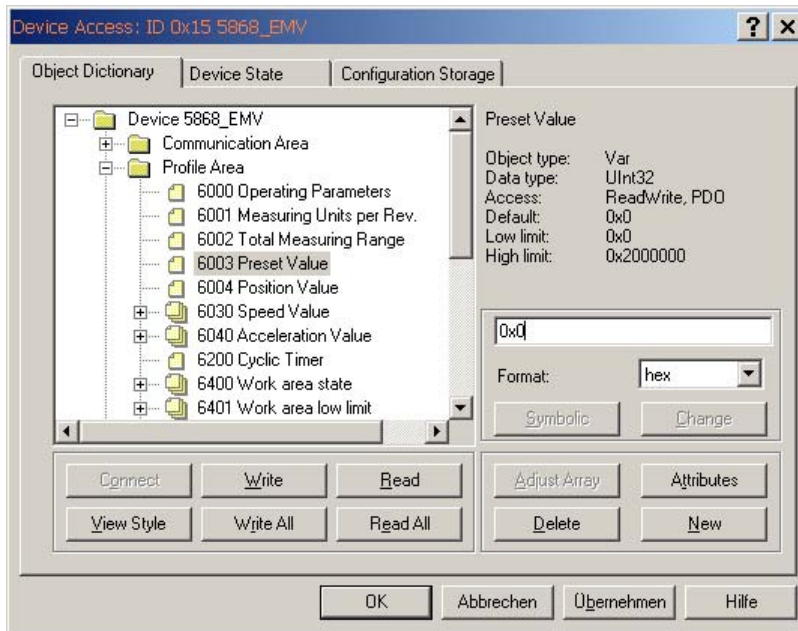 Device Access: ID 0x15 5868_EMV
Object Dictionary
Device State
Configuration Storage
Device 5868_EMV
Communication Area
Profile Area
6000 Operating Parameters
6001 Measuring Units per Rev.
6002 Total Measuring Range
6003 Preset Value
6004 Position Value
6030 Speed Value
6040 Acceleration Value
6200 Cyclic Timer
6400 Work area state
6401 Work area low limit
Preset Value
Object type: Var
Data type: UInt32
Access: ReadWrite, PDO
Default: 0x0
Low limit: 0x0
High limit: 0x2000000
0x0
Format: hex
Symbolic Change
Connect Write Read
View Style Write All Read All
Adjust Array Attributes
Delete New
OK Abbrechen Übernehmen Hilfe